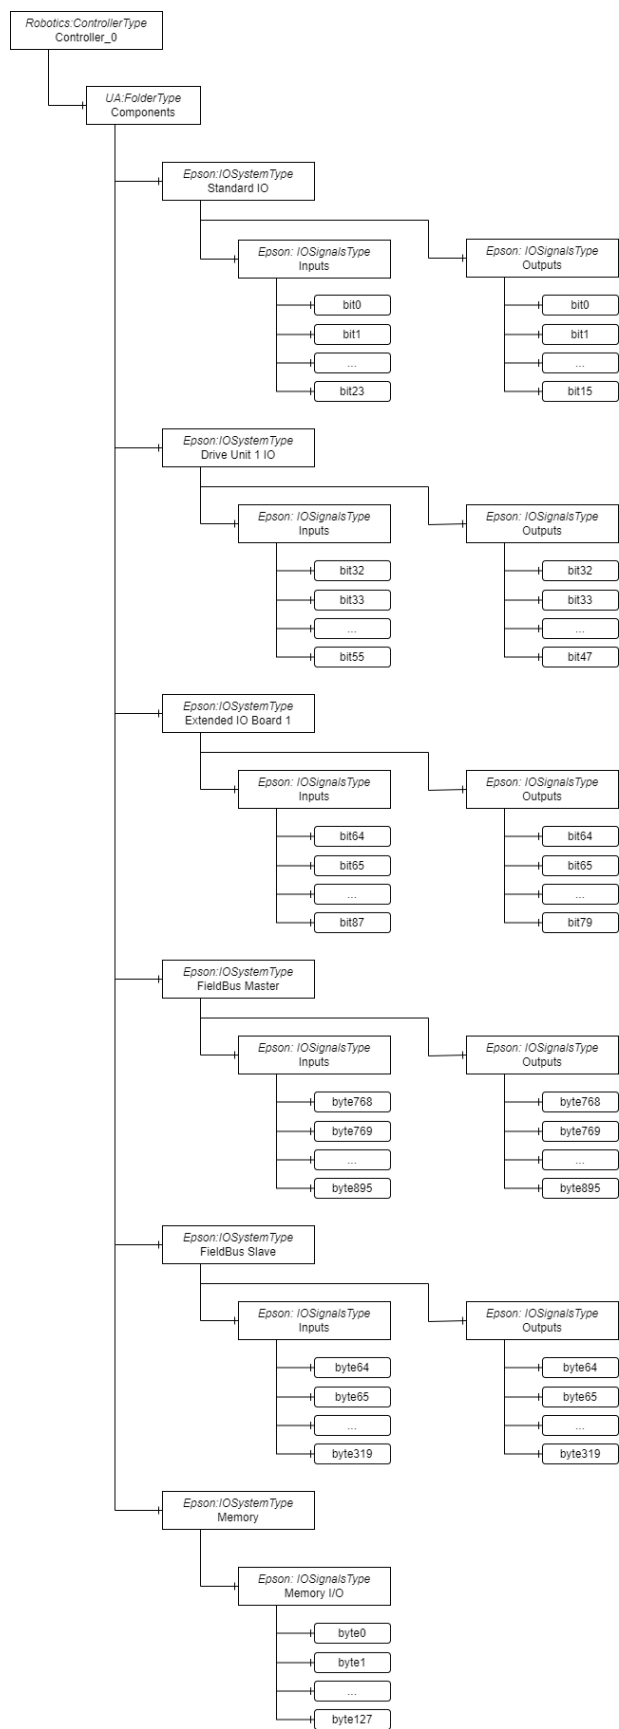 Robotics:ControllerType
Controller_0
UA:FolderType
Components
Epson:IOSystemType
Standard IO
Epson: IOSignalsType
Inputs
bit0
bit1
...
bit23
Epson: IOSignalsType
Outputs
bit0
bit1
...
bit15
Epson:IOSystemType
Drive Unit 1 IO
Epson: IOSignalsType
Inputs
bit32
bit33
...
bit55
Epson: IOSignalsType
Outputs
bit32
bit33
...
bit47
Epson:IOSystemType
Extended IO Board 1
Epson: IOSignalsType
Inputs
bit64
bit65
...
bit87
Epson: IOSignalsType
Outputs
bit64
bit65
...
bit79
Epson:IOSystemType
FieldBus Master
Epson: IOSignalsType
Inputs
byte768
byte769
...
byte895
Epson: IOSignalsType
Outputs
byte768
byte769
...
byte895
Epson:IOSystemType
FieldBus Slave
Epson: IOSignalsType
Inputs
byte64
byte65
...
byte319
Epson: IOSignalsType
Outputs
byte64
byte65
...
byte319
Epson:IOSystemType
Memory
Epson: IOSignalsType
Memory I/O
byte0
byte1
...
byte127